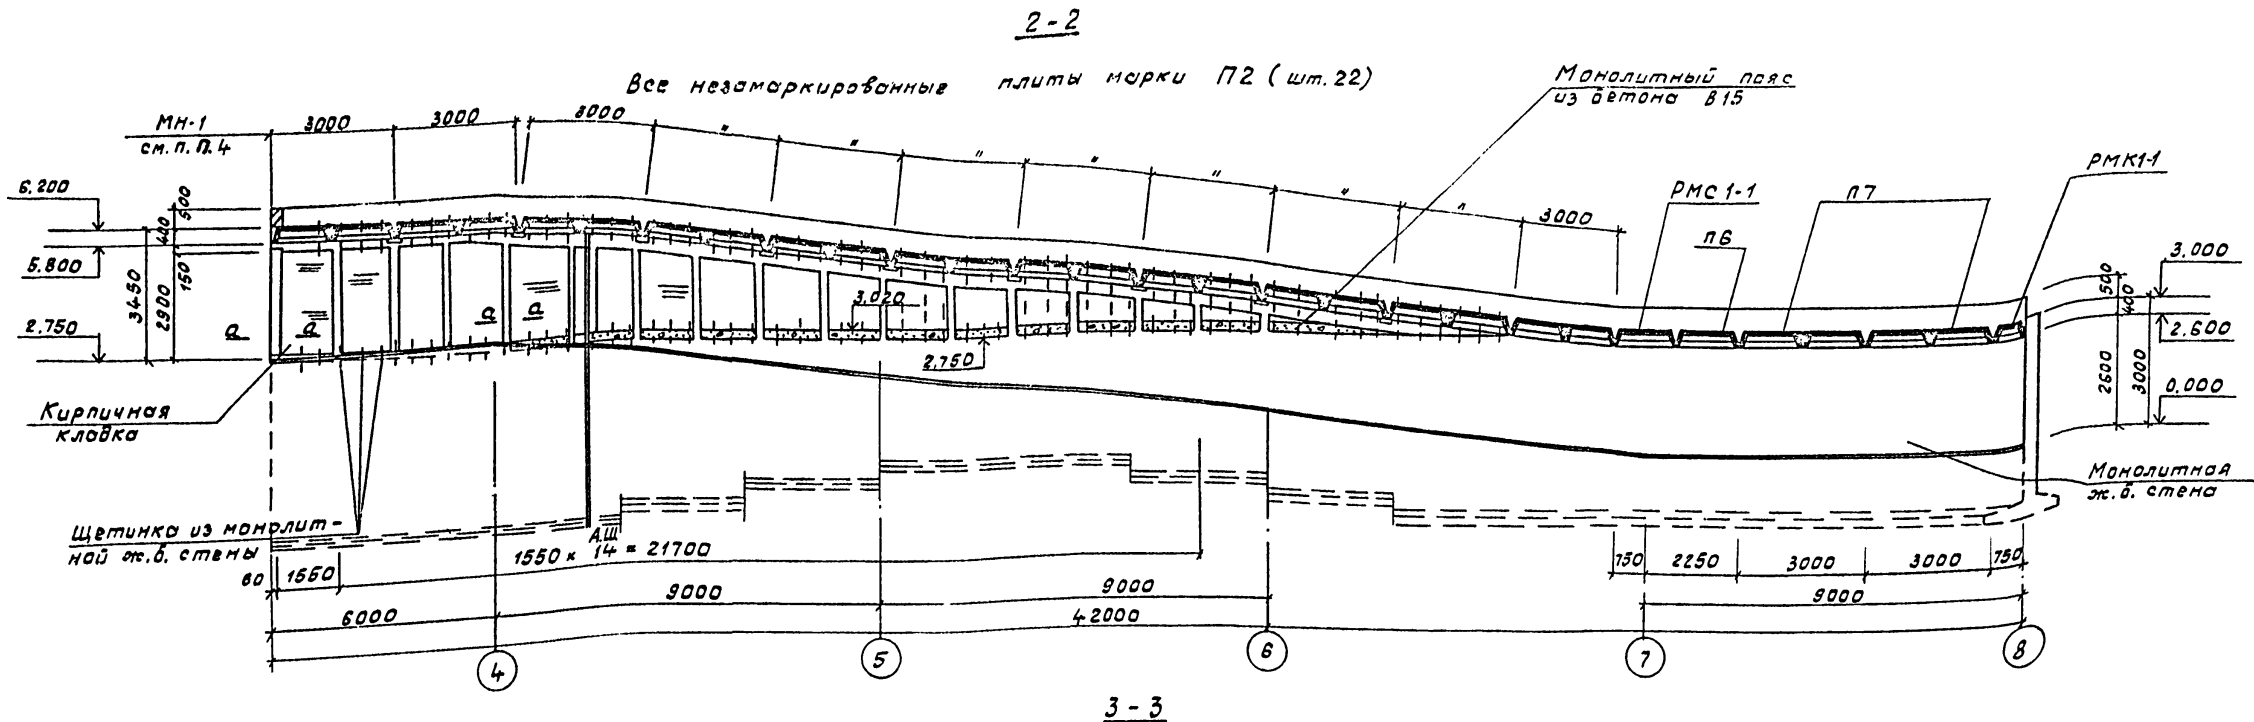 2-2
Все незамаркированные плиты марки П2 (шт. 22)
Монолитный пояс
из бетона В15
МН-1
см. п. П. 4
3000
3000
3000
"
"
"
"
"
"
"
3000
РМС 1-1
П6
П7
РМК1-1
6.200
5.800
2.750
3450
500
400
150
2900
а
а
а
а
3.020
2.750
3.000
2.600
0.000
500
400
2600
3000
Кирпичная
кладка
Монолитная
ж.б. стена
Щетинка из монолит-
ной ж.б. стены
А.Ш
60
1550
1550 × 14 = 21700
750
2250
3000
3000
750
6000
9000
9000
9000
42000
4
5
6
7
8
3-3